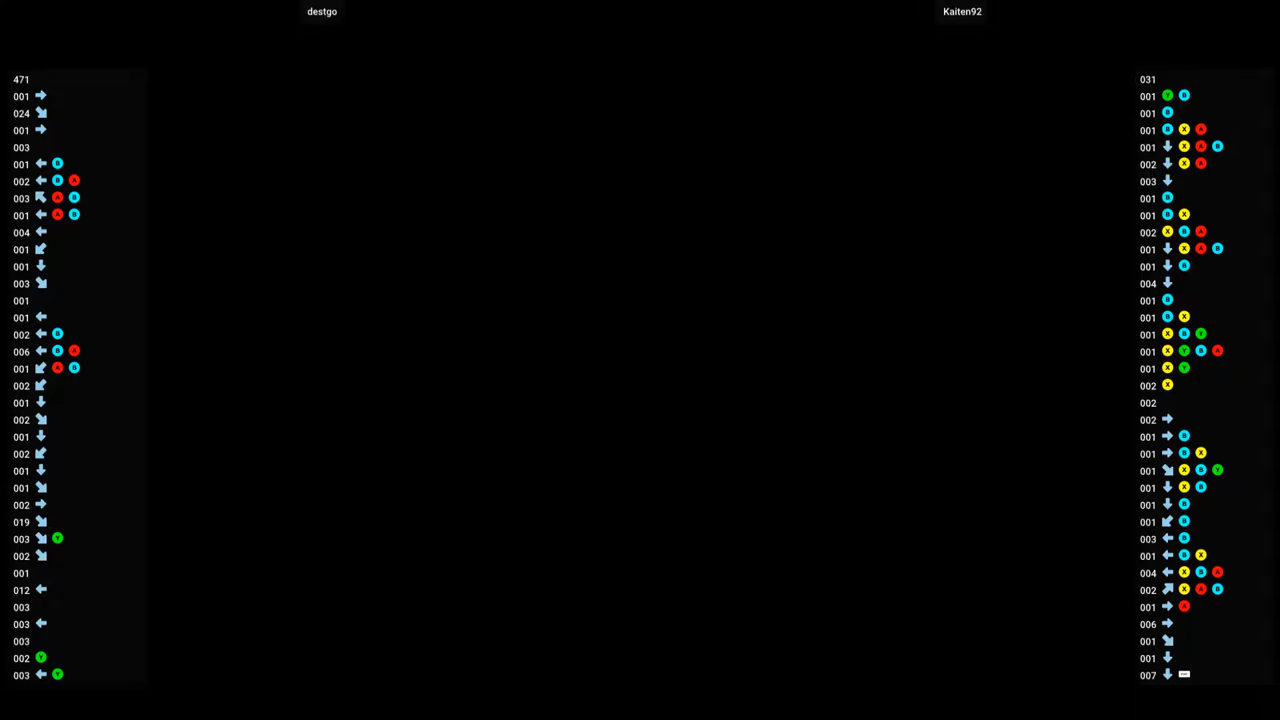 destgo
Kaiten92
471
001
024
001
003
001 B
002 B A
003 A B
001 A B
004
001
001
003
001
001
002 B
006 B A
001 A B
002
001
002
001
002
001
001
002
019
003 Y
002
001
012
003
003
003
002 Y
003 Y
031
001 Y B
001 B
001 B X A
001 X A B
002 X A
003
001 B
001 B X
002 X B A
001 X A B
001 B
004
001 B
001 B X
001 X B Y
001 X Y B A
001 X Y
002 X
002
002
001 B
001 B X
001 X B Y
001 X B
001 B
001 B
003 B
001 B X
004 X B A
002 X A B
001 A
006
001
001
007